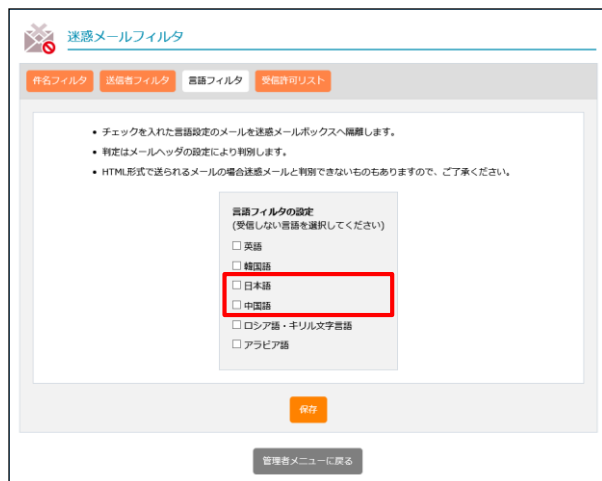 迷惑メールフィルタ
件名フィルタ 送信者フィルタ 言語フィルタ 受信許可リスト
• チェックを入れた言語設定のメールを迷惑メールボックスへ隔離します。
• 判定はメールヘッダの設定により判別します。
• HTML形式で送られるメールの場合迷惑メールと判別できないものもありますので、ご了承ください。
言語フィルタの設定
(受信しない言語を選択してください)
英語
韓国語
日本語
中国語
ロシア語・キリル文字言語
アラビア語
保存
管理者メニューに戻る